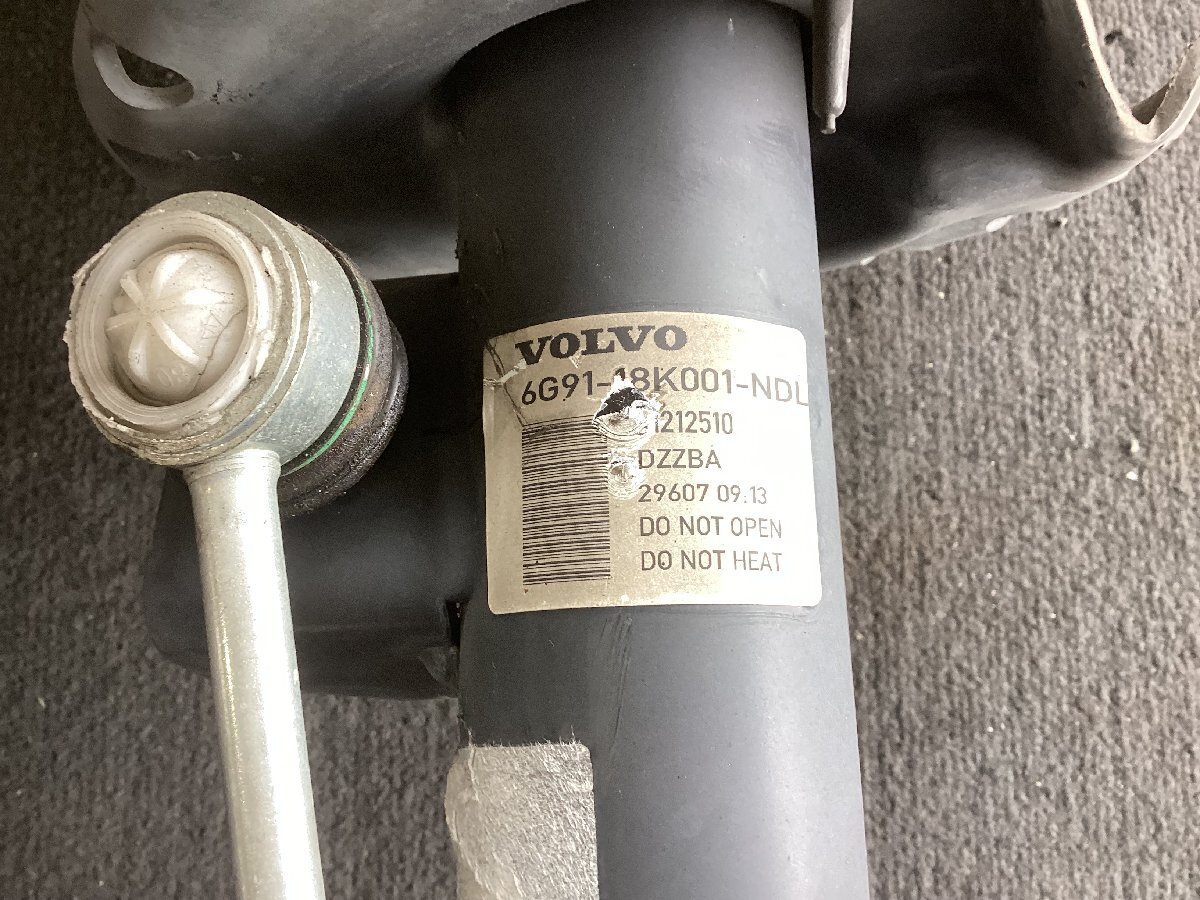 VOLVO
6G91-18K001-NDL
1212510
DZZBA
29607 09.13
DO NOT OPEN
DO NOT HEAT